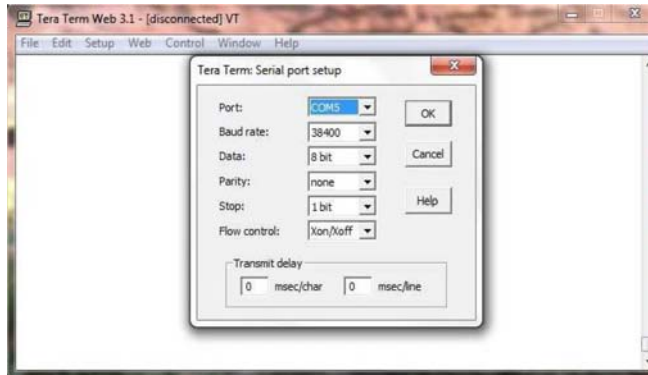 Tera Term Web 3.1 - [disconnected] VT
File Edit Setup Web Control Window Help
Tera Term: Serial port setup
Port: COM5 OK
Baud rate: 38400
Data: 8 bit Cancel
Parity: none
Stop: 1 bit Help
Flow control: Xon/Xoff
Transmit delay
0 msec/char 0 msec/line